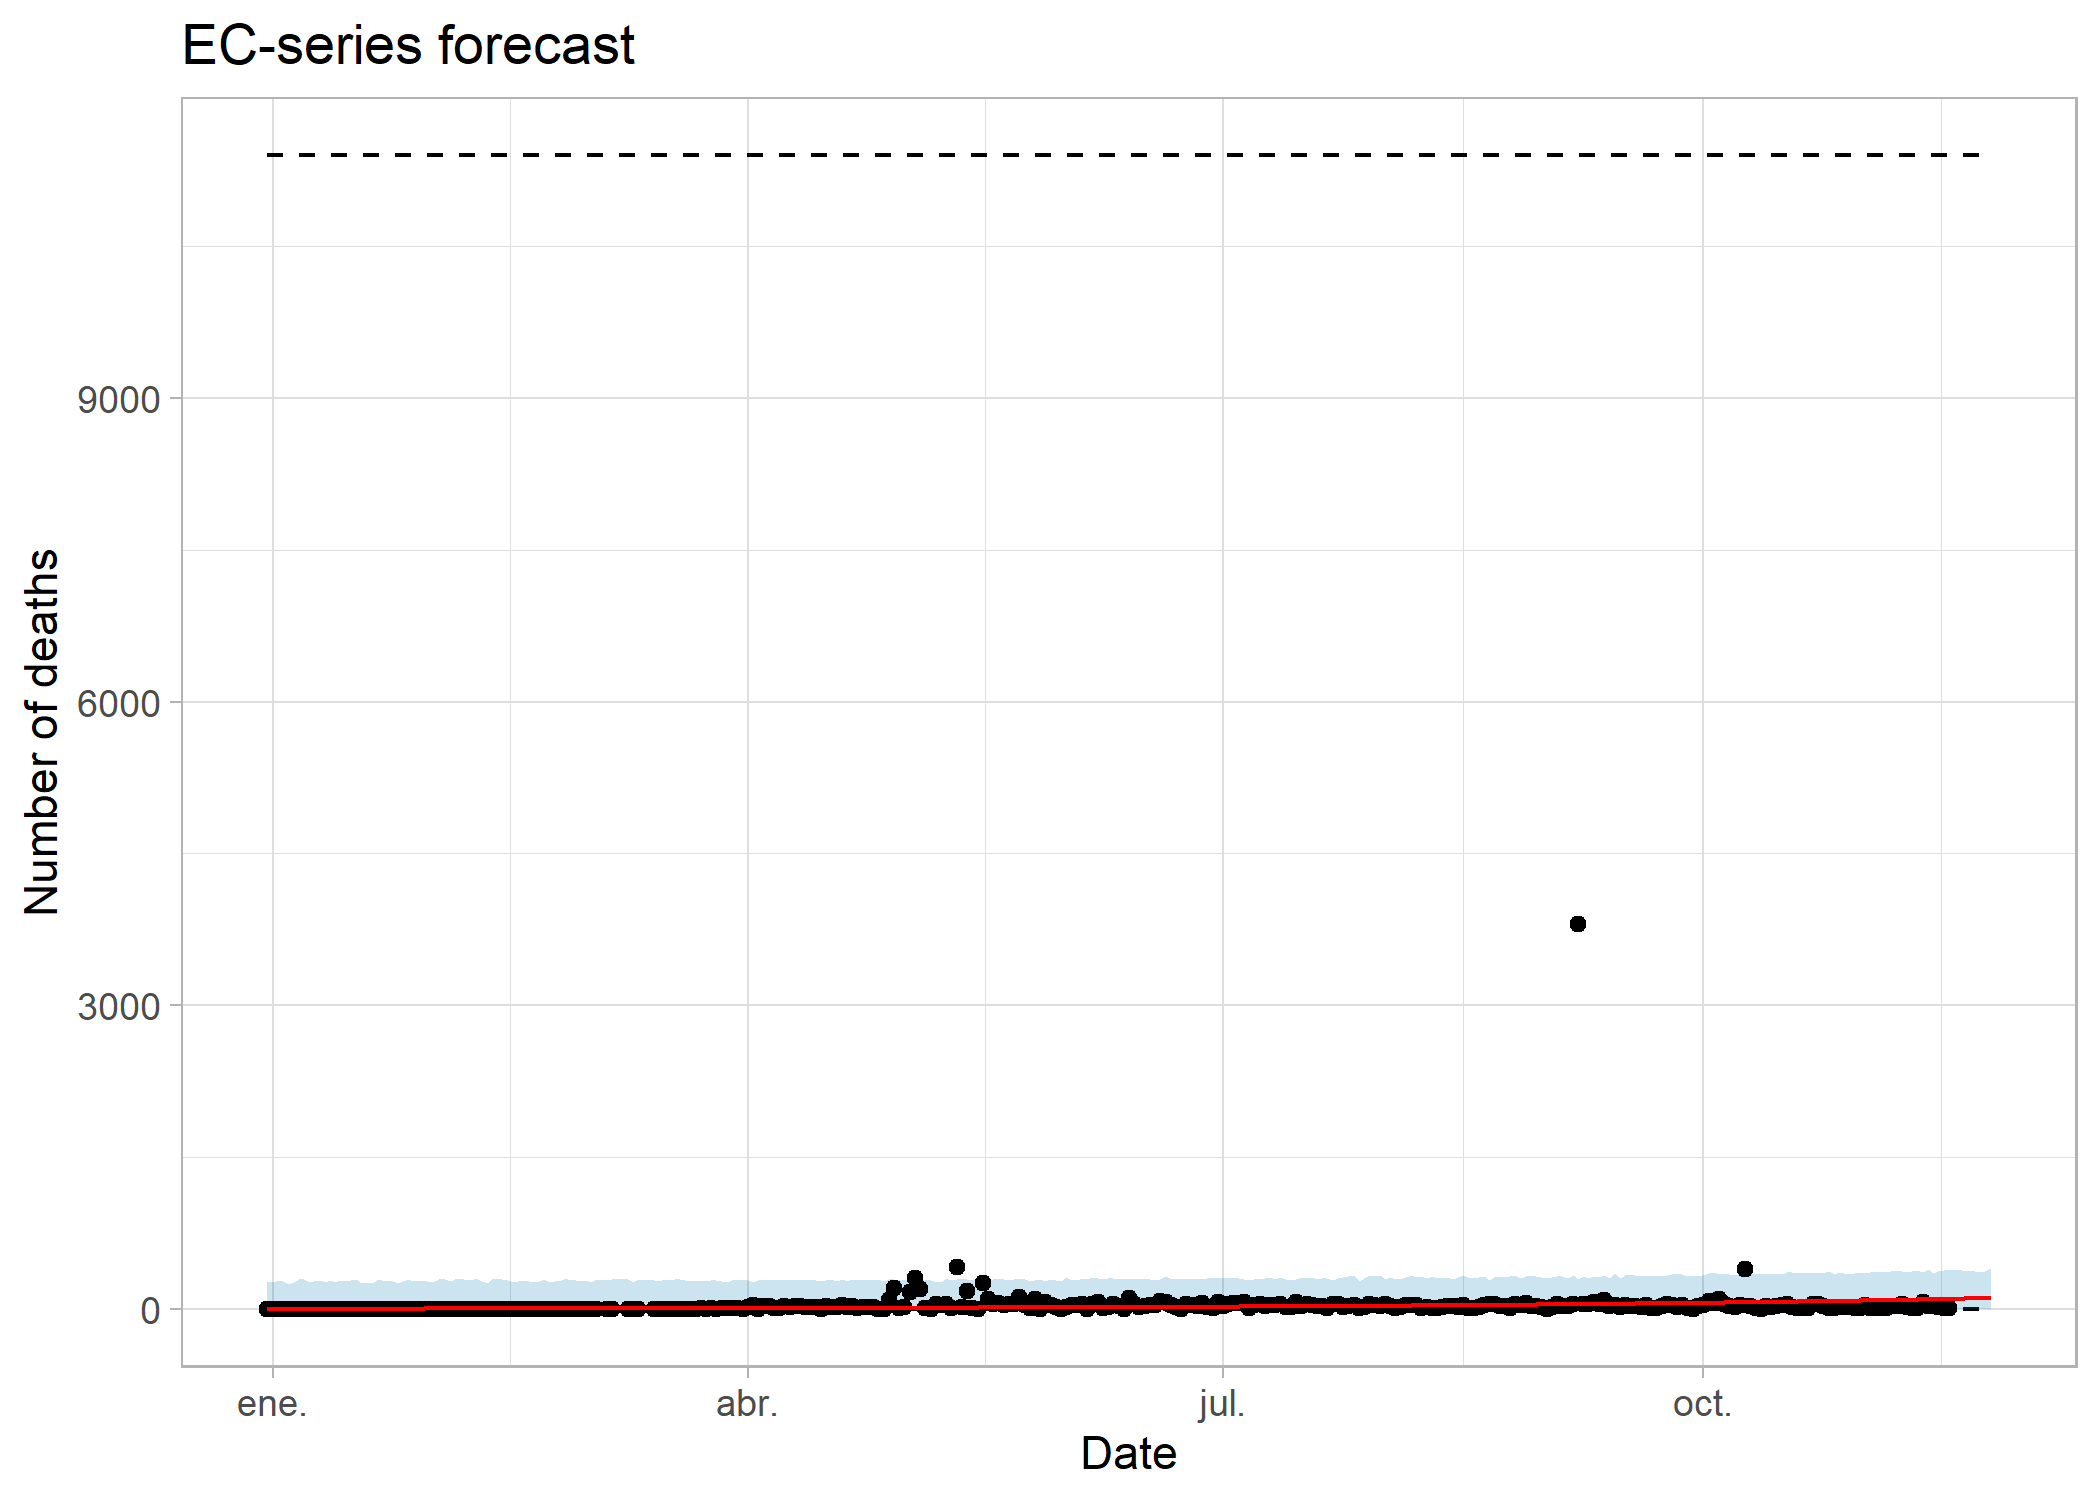 EC-series forecast
Number of deaths
9000
6000
3000
0
ene.
abr.
jul.
oct.
Date